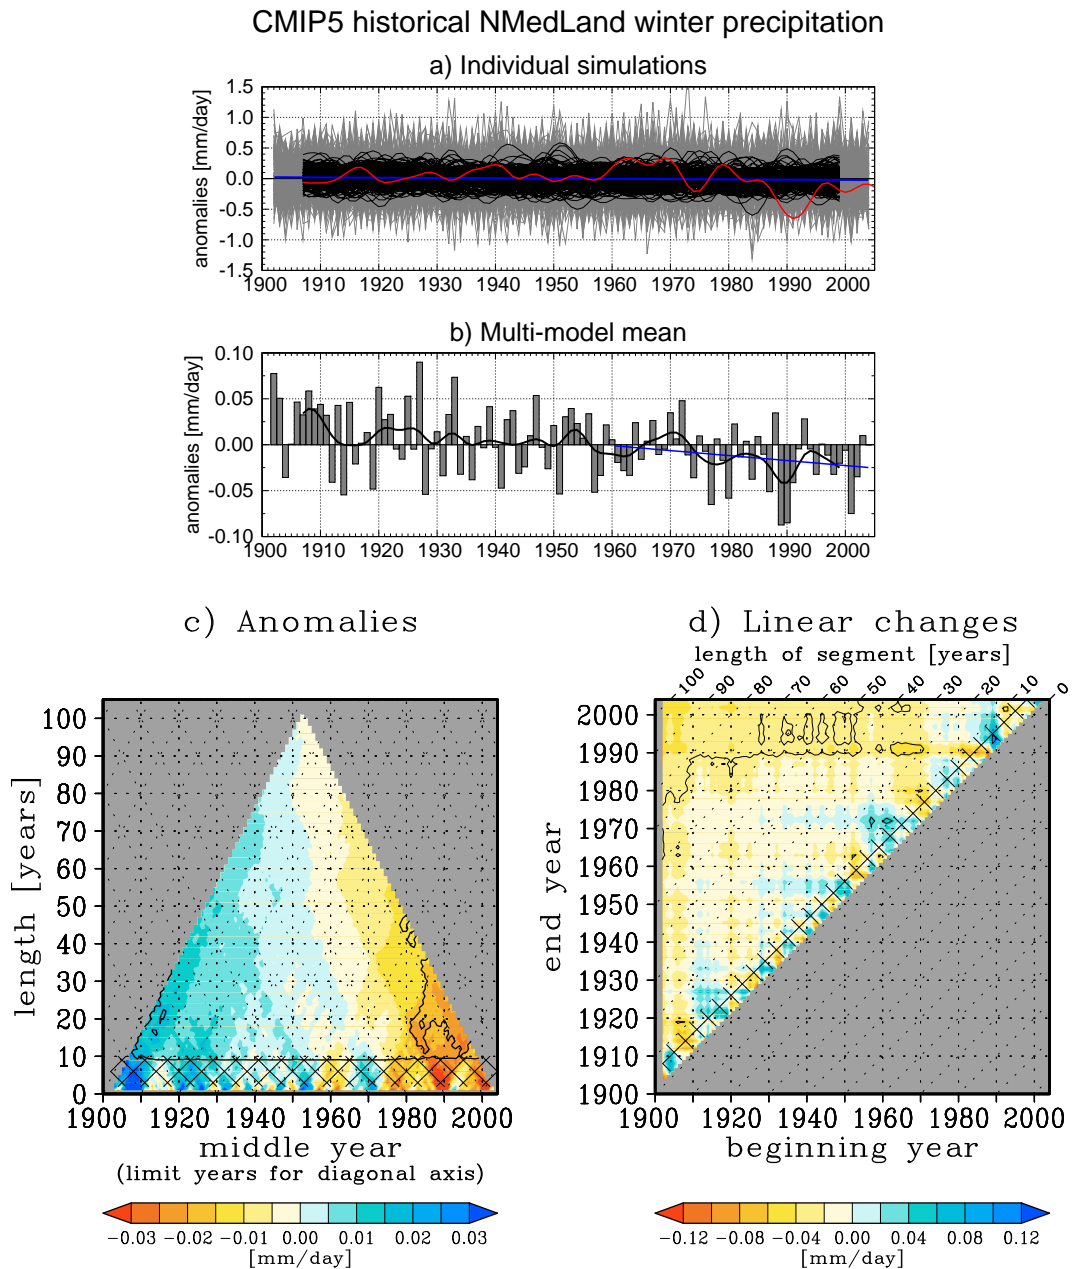 CMIP5 historical NMedLand winter precipitation
a) Individual simulations
anomalies [mm/day]
1.5
1.0
0.5
0.0
-0.5
-1.0
-1.5
1900 1910 1920 1930 1940 1950 1960 1970 1980 1990 2000
b) Multi-model mean
anomalies [mm/day]
0.10
0.05
0.00
-0.05
-0.10
1900 1910 1920 1930 1940 1950 1960 1970 1980 1990 2000
c) Anomalies
length [years]
100
90
80
70
60
50
40
30
20
10
0
1900 1920 1940 1960 1980 2000
middle year
(limit years for diagonal axis)
-0.03 -0.02 -0.01 0.00 0.01 0.02 0.03
[mm/day]
d) Linear changes
length of segment [years]
-100 -90 -80 -70 -60 -50 -40 -30 -20 -10 0
end year
2000
1990
1980
1970
1960
1950
1940
1930
1920
1910
1900
1900 1920 1940 1960 1980 2000
beginning year
-0.12 -0.08 -0.04 0.00 0.04 0.08 0.12
[mm/day]